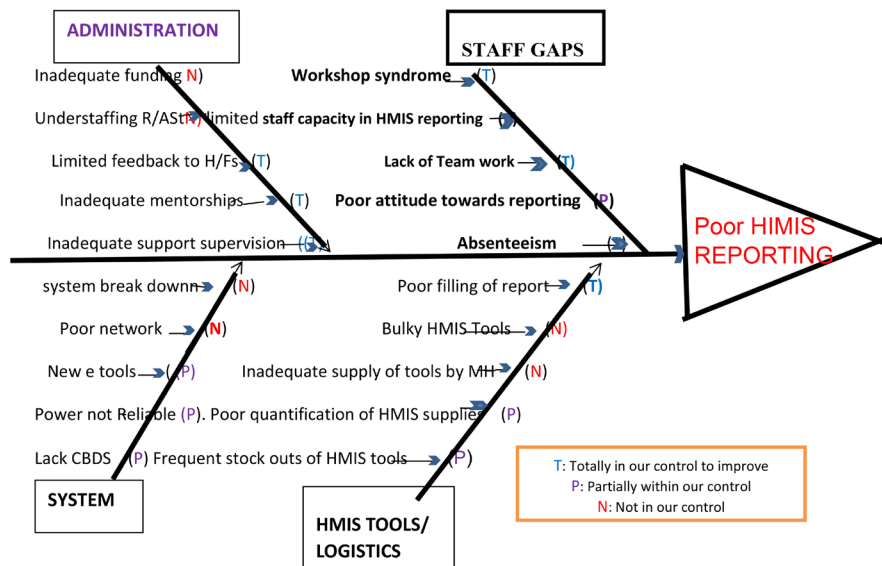 ADMINISTRATION
STAFF GAPS
Inadequate funding N)
Workshop syndrome (T)
Understaffing R/ASt N) limited staff capacity in HMIS reporting ( )
Limited feedback to H/Fs (T)
Lack of Team work (T)
Inadequate mentorships (T)
Poor attitude towards reporting (P)
Inadequate support supervision ((T)
Absenteeism ( )
Poor HIMIS
REPORTING
system break downn (N)
Poor filling of report (T)
Poor network (N)
Bulky HMIS Tools (N)
New e tools ( (P)
Inadequate supply of tools by MH (N)
Power not Reliable (P). Poor quantification of HMIS supplies (P)
Lack CBDS (P) Frequent stock outs of HMIS tools (P)
SYSTEM
HMIS TOOLS/
LOGISTICS
T: Totally in our control to improve
P: Partially within our control
N: Not in our control